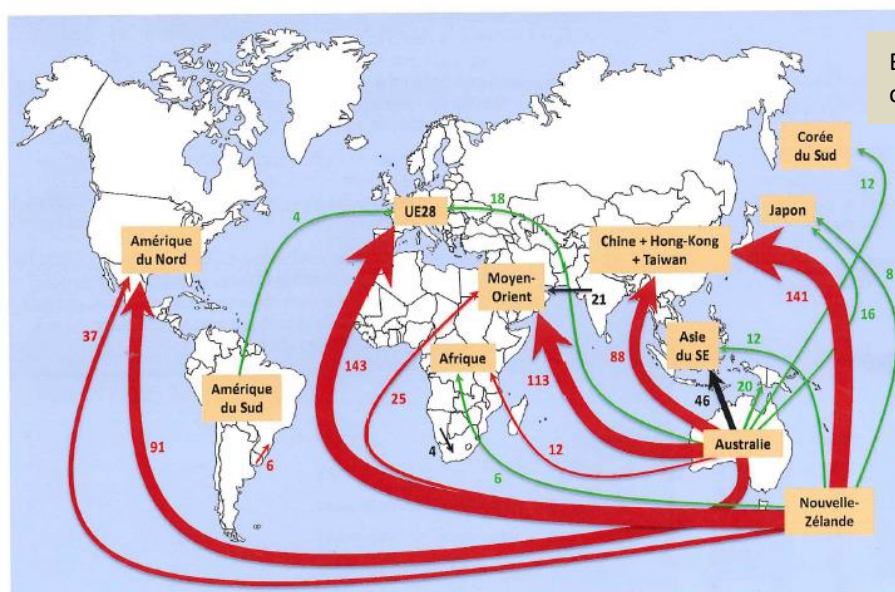 Corée
du Sud
12
4
UE28
18
Japon
Amérique
du Nord
Chine + Hong-Kong
+ Taiwan
Moyen-
Orient
21
141
8
16
37
Asie
du SE
12
143
Afrique
88
25
113
20
46
Amérique
du Sud
91
6
4
12
Australie
6
Nouvelle-
Zélande